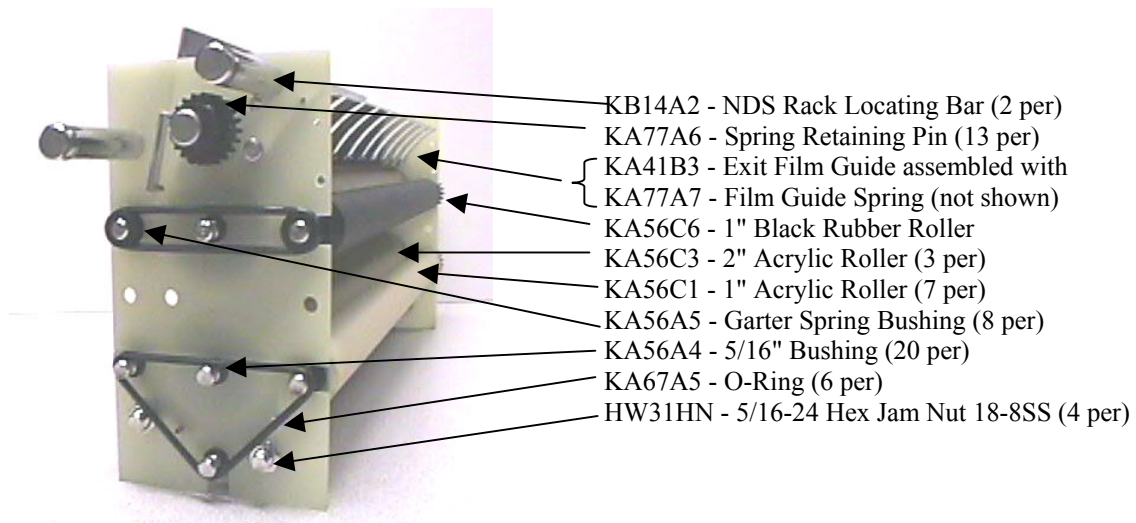 KB14A2 - NDS Rack Locating Bar (2 per)
KA77A6 - Spring Retaining Pin (13 per)
KA41B3 - Exit Film Guide assembled with
KA77A7 - Film Guide Spring (not shown)
KA56C6 - 1" Black Rubber Roller
KA56C3 - 2" Acrylic Roller (3 per)
KA56C1 - 1" Acrylic Roller (7 per)
KA56A5 - Garter Spring Bushing (8 per)
KA56A4 - 5/16" Bushing (20 per)
KA67A5 - O-Ring (6 per)
HW31HN - 5/16-24 Hex Jam Nut 18-8SS (4 per)